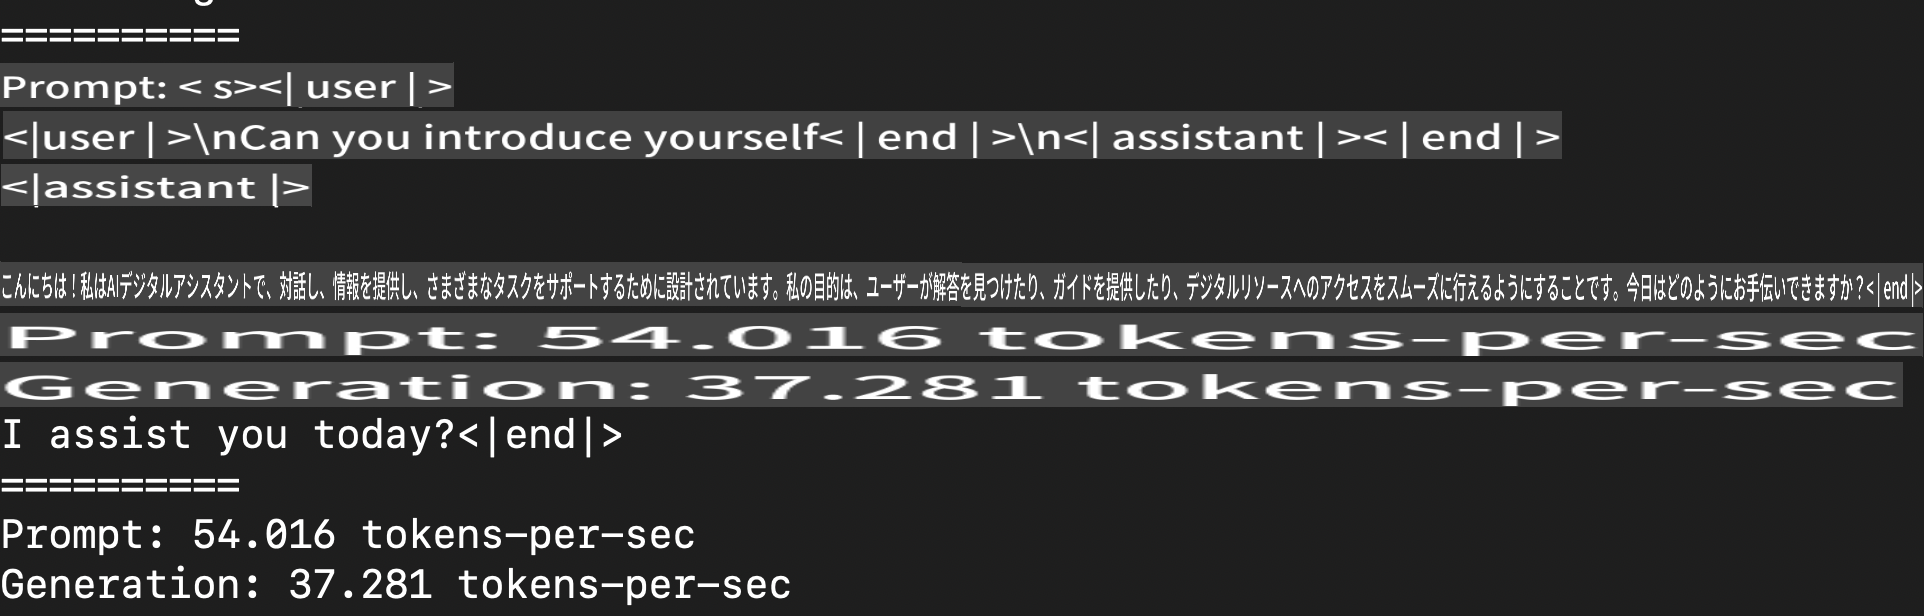 ==========
Prompt: < s><| user | >
<|user | >\nCan you introduce yourself< | end | >\n<| assistant | >< | end | >
<|assistant |>
こんにちは！私はAIデジタルアシスタントで、対話し、情報を提供し、さまざまなタスクをサポートするために設計されています。私の目的は、ユーザーが解答を見つけたり、ガイドを提供したり、デジタルリソースへのアクセスをスムーズに行えるようにすることです。今日はどのようにお手伝いできますか？<|end|>
Prompt: 54.016 tokens-per-sec
Generation: 37.281 tokens-per-sec
I assist you today?<|end|>
==========
Prompt: 54.016 tokens-per-sec
Generation: 37.281 tokens-per-sec